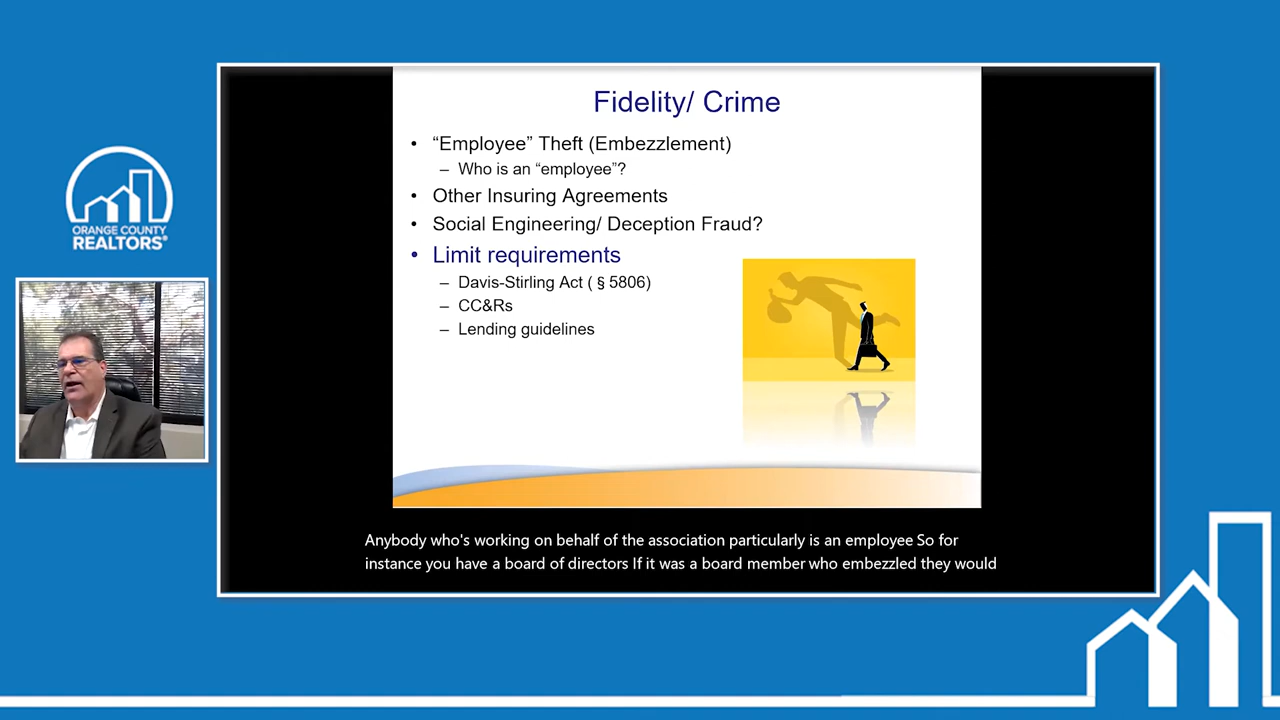 Fidelity/ Crime
• “Employee” Theft (Embezzlement)
– Who is an “employee”?
• Other Insuring Agreements
• Social Engineering/ Deception Fraud?
• Limit requirements
– Davis-Stirling Act ( § 5806)
– CC&Rs
– Lending guidelines
ORANGE COUNTY
REALTORS®
Anybody who's working on behalf of the association particularly is an employee So for
instance you have a board of directors If it was a board member who embezzled they would